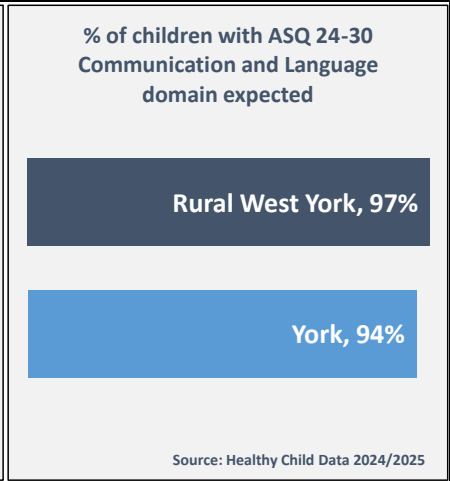 % of children with ASQ 24-30
Communication and Language
domain expected
Rural West York, 97%
York, 94%
Source: Healthy Child Data 2024/2025